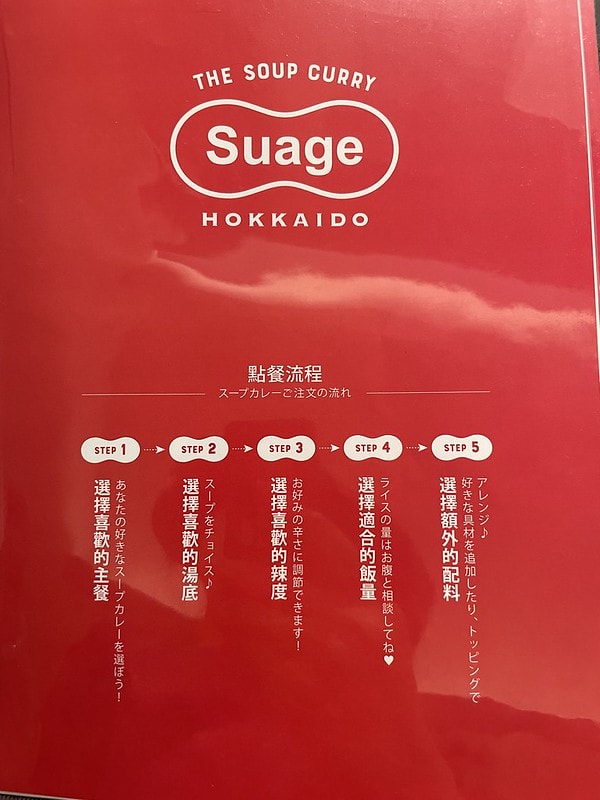 THE SOUP CURRY
Suage
HOKKAIDO
點餐流程
スープカレーご注文の流れ
STEP 1
STEP 2
STEP 3
STEP 4
STEP 5
あなたの好きなスープカレーを選ぼう！
選擇喜歡的主餐
スープをチョイス♪
選擇喜歡的湯底
お好みの辛さに調節できます！
選擇喜歡的辣度
ライスの量はお腹と相談してね♥
選擇適合的飯量
アレンジ♪
好きな具材を追加したり、トッピングで
選擇額外的配料